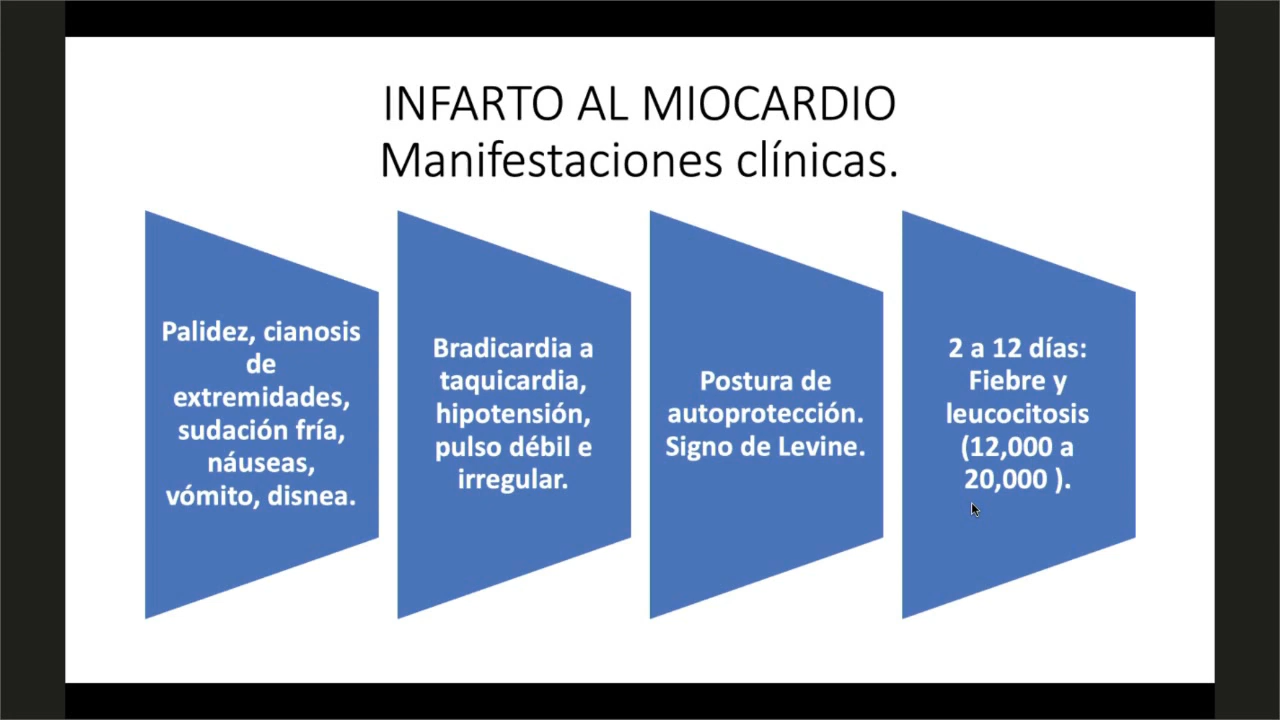 INFARTO AL MIOCARDIO
Manifestaciones clínicas.
Palidez, cianosis
de
extremidades,
sudación fría,
náuseas,
vómito, disnea.
Bradicardia a
taquicardia,
hipotensión,
pulso débil e
irregular.
Postura de
autoprotección.
Signo de Levine.
2 a 12 días:
Fiebre y
leucocitosis
(12,000 a
20,000 ).